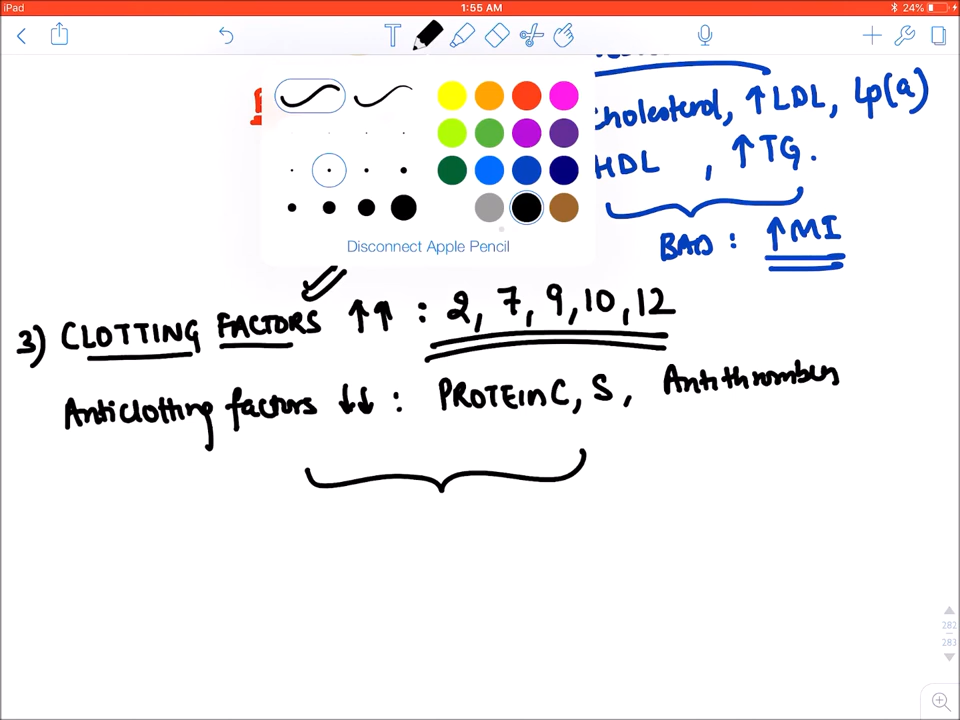 iPad 1:55 AM 24%
T
cholesterol, ↑ LDL, Lp(a)
HDL , ↑ TG.
BAD : ↑ MI
Disconnect Apple Pencil
3) CLOTTING FACTORS ↑↑ : 2, 7, 9, 10, 12
Anticlotting factors ↓↓ : PROTEIN C, S,
282
283